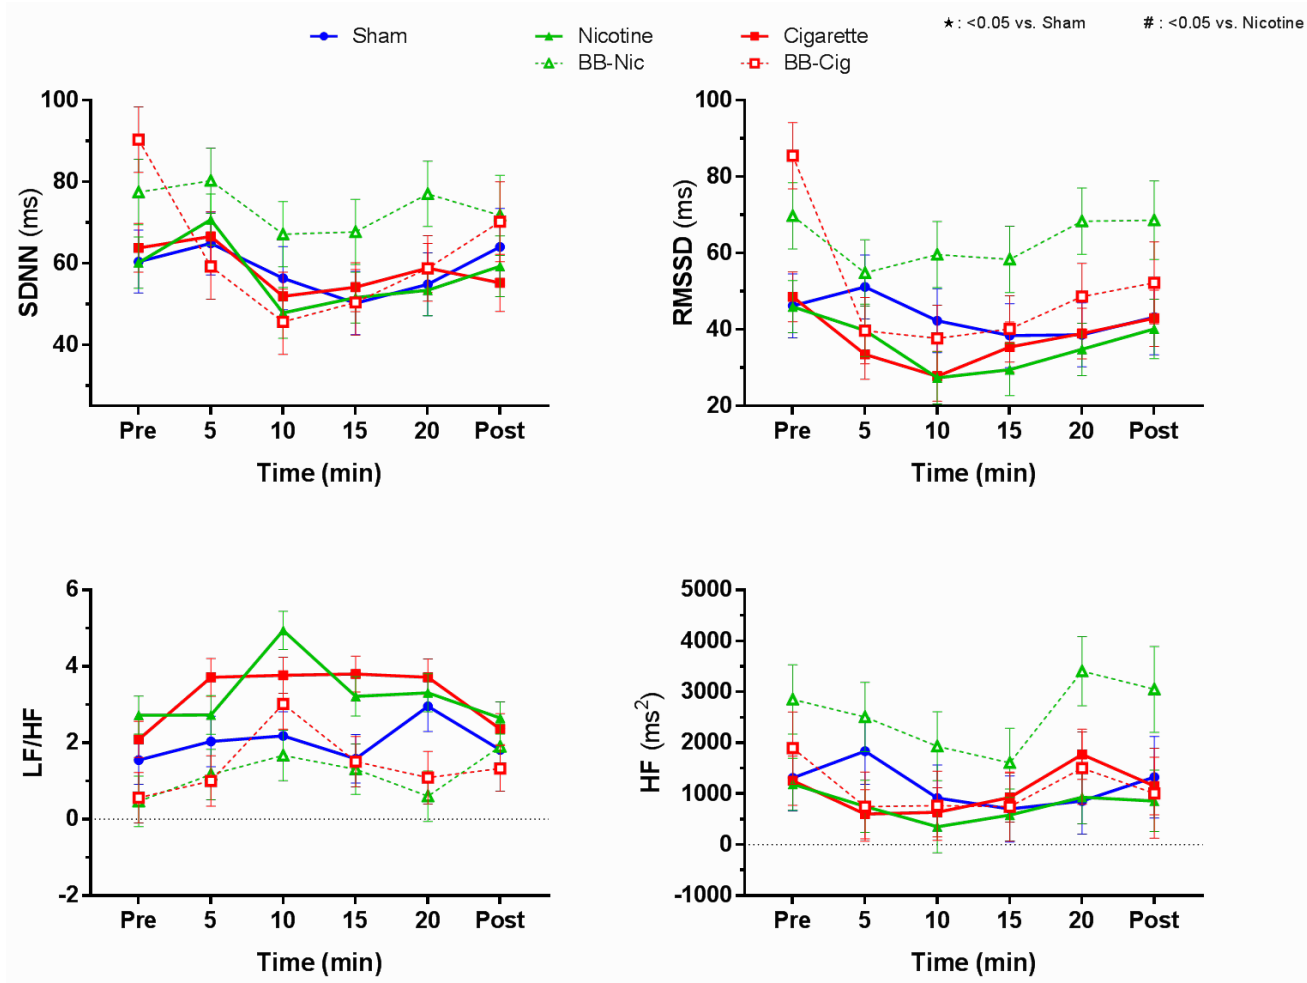 ★: <0.05 vs. Sham # : <0.05 vs. Nicotine
Sham Nicotine Cigarette
BB-Nic BB-Cig
100
80
60
40
SDNN (ms)
Pre 5 10 15 20 Post
Time (min)
100
80
60
40
20
RMSSD (ms)
Pre 5 10 15 20 Post
Time (min)
6
4
2
0
-2
LF/HF
Pre 5 10 15 20 Post
Time (min)
5000
4000
3000
2000
1000
0
-1000
HF (ms²)
Pre 5 10 15 20 Post
Time (min)